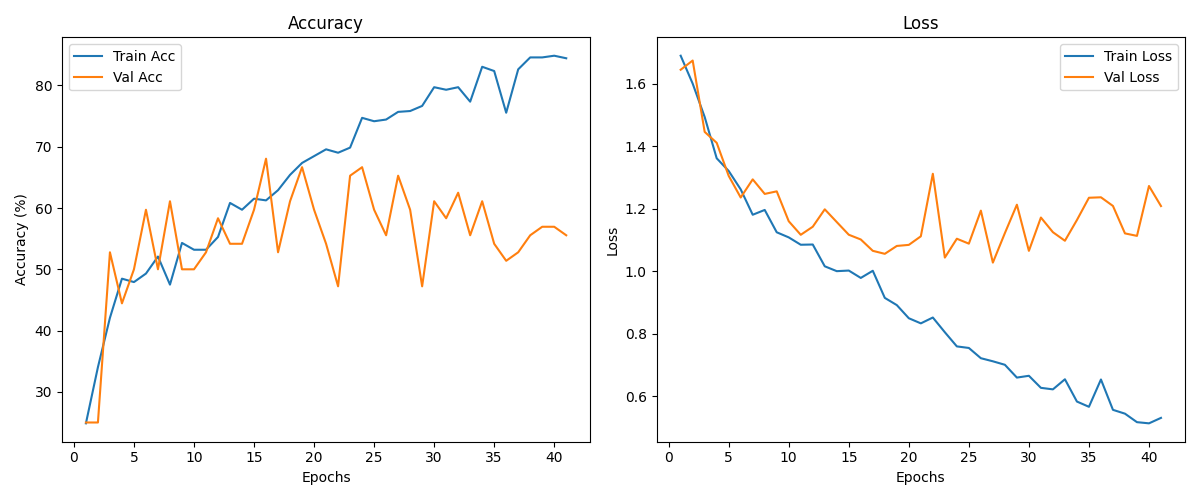 Accuracy
Train Acc
Val Acc
Accuracy (%)
80
70
60
50
40
30
0 5 10 15 20 25 30 35 40
Epochs
Loss
Train Loss
Val Loss
Loss
1.6
1.4
1.2
1.0
0.8
0.6
0 5 10 15 20 25 30 35 40
Epochs